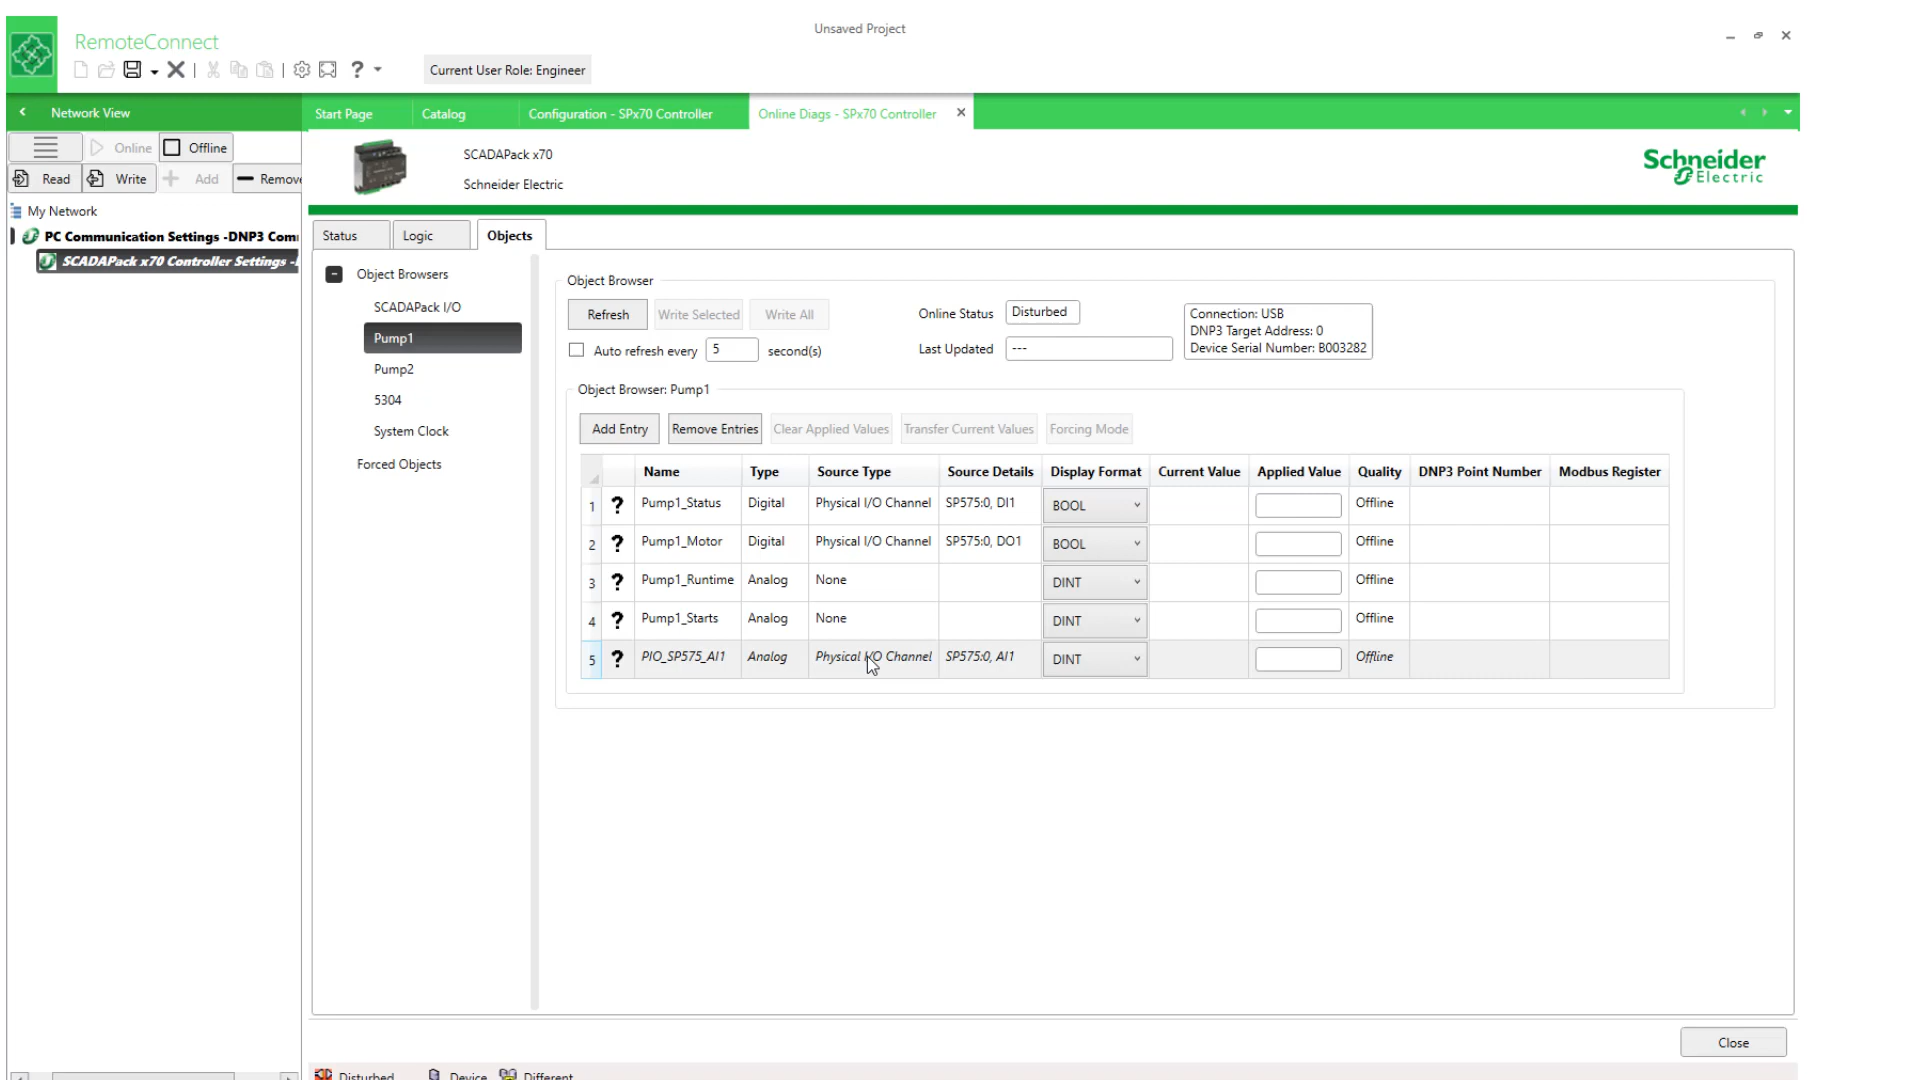 Unsaved Project
RemoteConnect
Current User Role: Engineer
Network View
Start Page
Catalog
Configuration - SPx70 Controller
Online Diags - SPx70 Controller
Online
Offline
Read
Write
Add
Remove
My Network
PC Communication Settings -DNP3 Com
SCADAPack x70 Controller Settings -
SCADAPack x70
Schneider Electric
Schneider
Electric
Status
Logic
Objects
Object Browsers
SCADAPack I/O
Pump1
Pump2
5304
System Clock
Forced Objects
Object Browser
Refresh
Write Selected
Write All
Auto refresh every 5 second(s)
Online Status Disturbed
Last Updated ---
Connection: USB
DNP3 Target Address: 0
Device Serial Number: B003282
Object Browser: Pump1
Add Entry
Remove Entries
Clear Applied Values
Transfer Current Values
Forcing Mode
Name Type Source Type Source Details Display Format Current Value Applied Value Quality DNP3 Point Number Modbus Register
1 ? Pump1_Status Digital Physical I/O Channel SP575:0, DI1 BOOL Offline
2 ? Pump1_Motor Digital Physical I/O Channel SP575:0, DO1 BOOL Offline
3 ? Pump1_Runtime Analog None DINT Offline
4 ? Pump1_Starts Analog None DINT Offline
5 ? PIO_SP575_AI1 Analog Physical I/O Channel SP575:0, AI1 DINT Offline
Close
Disturbed
Device
Different